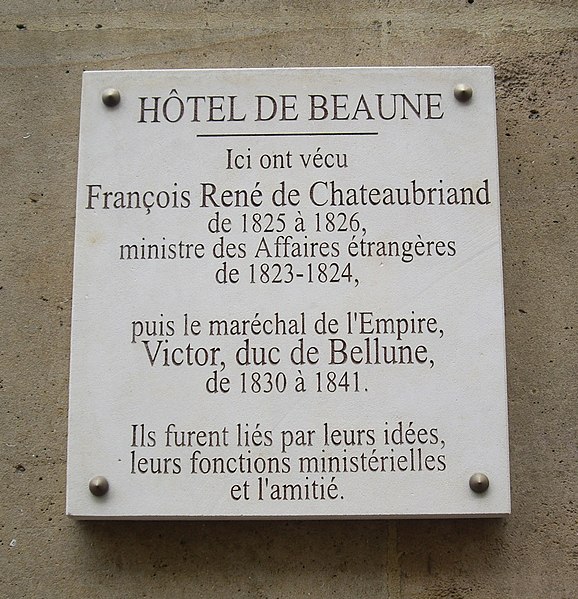 HÔTEL DE BEAUNE
Ici ont vécu
François René de Chateaubriand
de 1825 à 1826,
ministre des Affaires étrangères
de 1823-1824,
puis le maréchal de l'Empire,
Victor, duc de Bellune,
de 1830 à 1841.
Ils furent liés par leurs idées,
leurs fonctions ministérielles
et l'amitié.